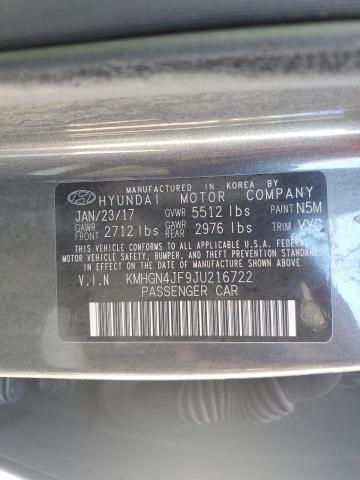 MANUFACTURED IN KOREA BY
HYUNDAI MOTOR COMPANY
JAN/23/17 GVWR 5512 lbs PAINT N5M
GAWR FRONT 2712 lbs GAWR REAR 2976 lbs TRIM VYG
THIS VEHICLE CONFORMS TO ALL APPLICABLE U.S.A. FEDERAL
MOTOR VEHICLE SAFETY, BUMPER, AND THEFT PREVENTION STANDARDS
IN EFFECT ON THE DATE OF MANUFACTURE SHOWN ABOVE.
V.I.N KMHGN4JF9JU216722
PASSENGER CAR